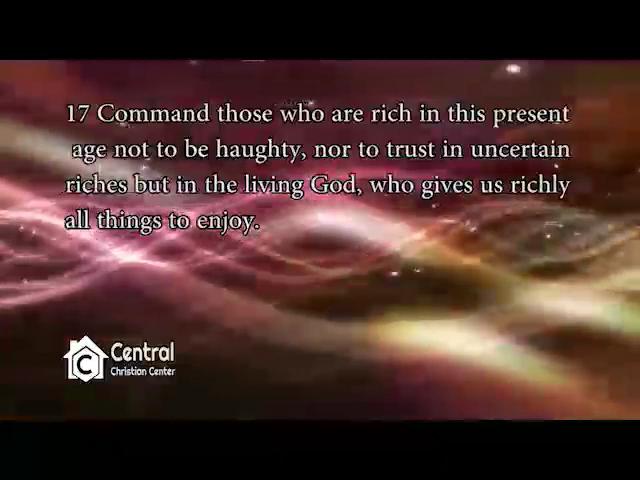 17 Command those who are rich in this present
age not to be haughty, nor to trust in uncertain
riches but in the living God, who gives us richly
all things to enjoy.
C
Central
Christian Center